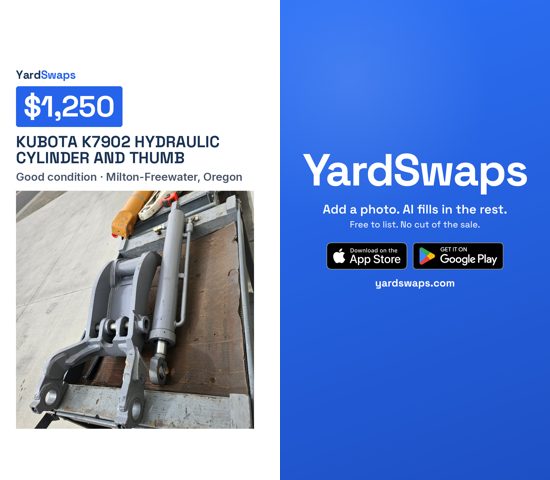 YardSwaps
$1,250
KUBOTA K7902 HYDRAULIC
CYLINDER AND THUMB
Good condition · Milton-Freewater, Oregon
YardSwaps
Add a photo. AI fills in the rest.
Free to list. No cut of the sale.
Download on the
App Store
GET IT ON
Google Play
yardswaps.com